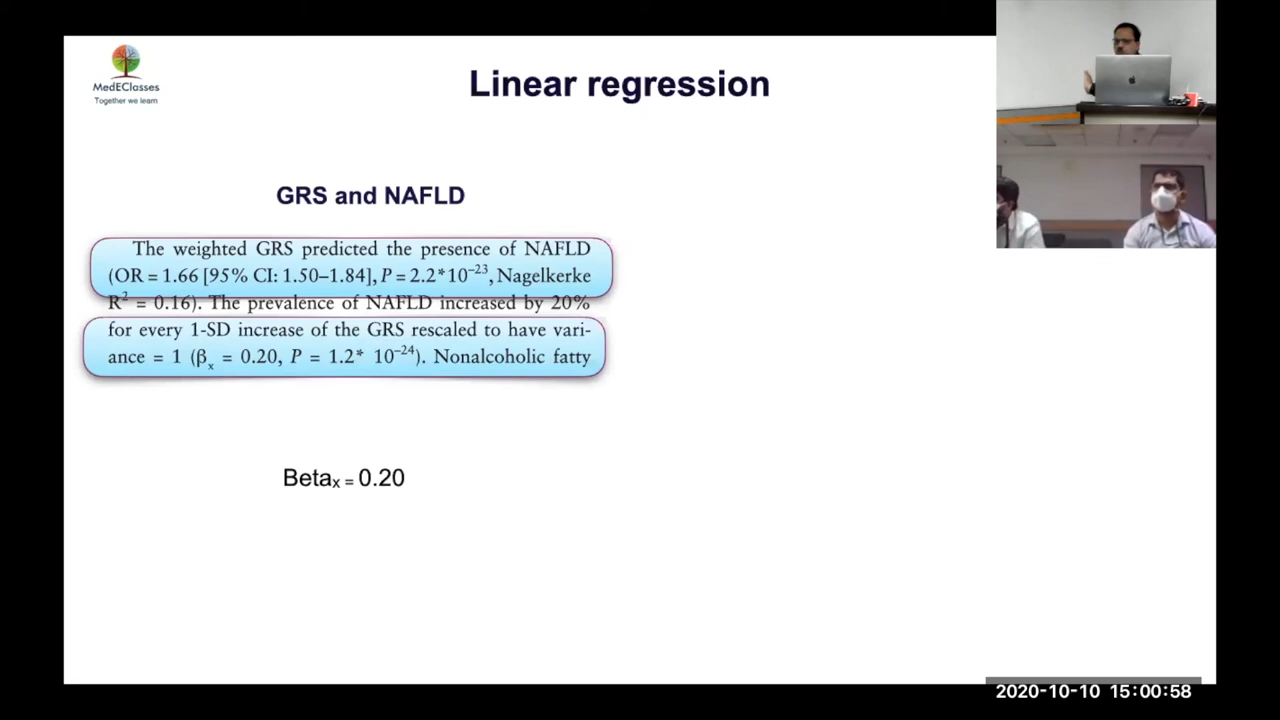 MedEClasses
Together we learn
Linear regression
GRS and NAFLD
The weighted GRS predicted the presence of NAFLD
(OR = 1.66 [95% CI: 1.50–1.84], P = 2.2*10⁻²³, Nagelkerke
R² = 0.16). The prevalence of NAFLD increased by 20%
for every 1-SD increase of the GRS rescaled to have vari-
ance = 1 (βₓ = 0.20, P = 1.2* 10⁻²⁴). Nonalcoholic fatty
Betaₓ = 0.20
2020-10-10 15:00:58